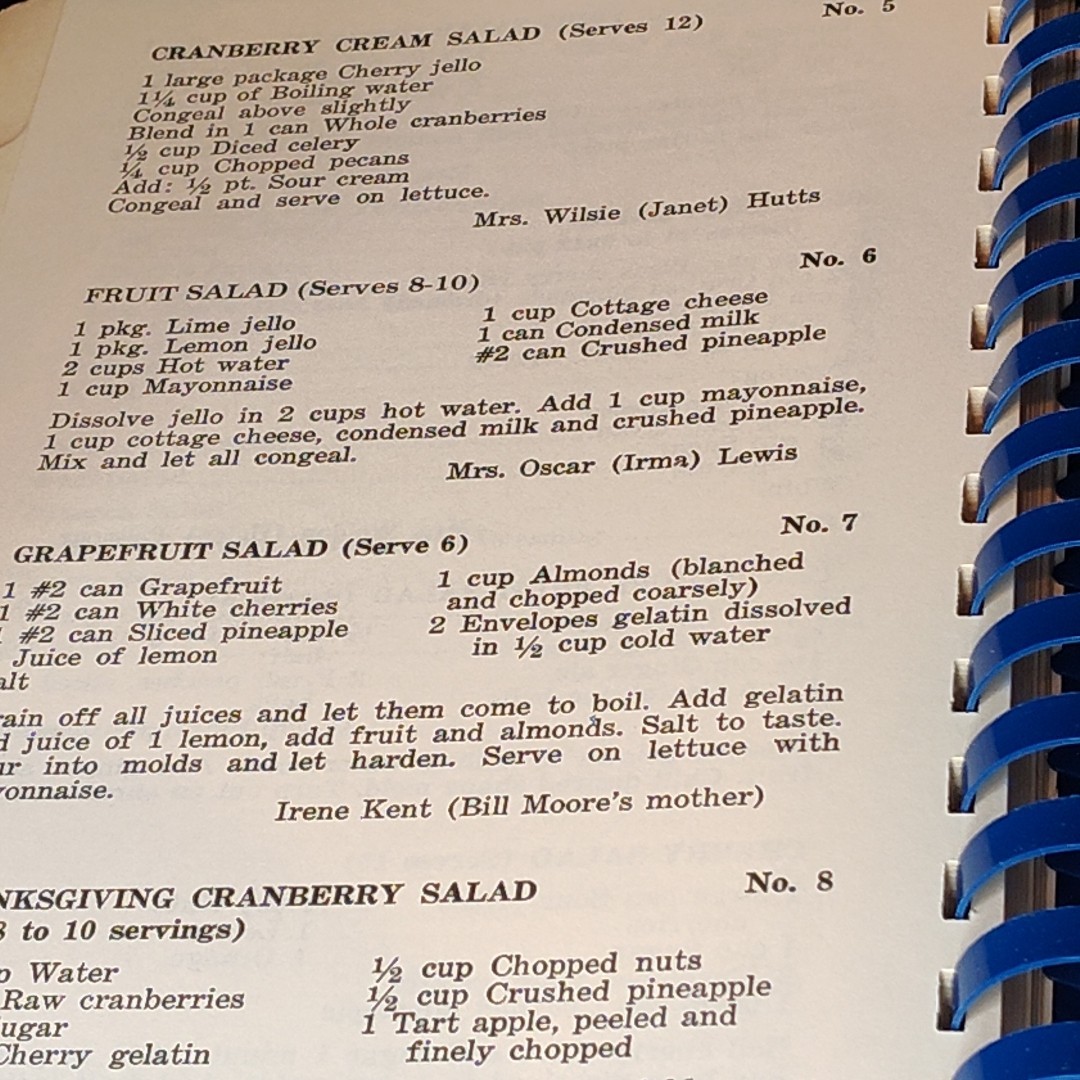 No. 5
CRANBERRY CREAM SALAD (Serves 12)
1 large package Cherry jello
1¼ cup of Boiling water
Congeal above slightly
Blend in 1 can Whole cranberries
½ cup Diced celery
¼ cup Chopped pecans
Add: ½ pt. Sour cream
Congeal and serve on lettuce.
Mrs. Wilsie (Janet) Hutts
No. 6
FRUIT SALAD (Serves 8-10)
1 pkg. Lime jello
1 pkg. Lemon jello
2 cups Hot water
1 cup Mayonnaise
1 cup Cottage cheese
1 can Condensed milk
#2 can Crushed pineapple
Dissolve jello in 2 cups hot water. Add 1 cup mayonnaise,
1 cup cottage cheese, condensed milk and crushed pineapple.
Mix and let all congeal.
Mrs. Oscar (Irma) Lewis
No. 7
GRAPEFRUIT SALAD (Serve 6)
1 #2 can Grapefruit
1 #2 can White cherries
#2 can Sliced pineapple
Juice of lemon
alt
1 cup Almonds (blanched
and chopped coarsely)
2 Envelopes gelatin dissolved
in ½ cup cold water
rain off all juices and let them come to boil. Add gelatin
d juice of 1 lemon, add fruit and almonds. Salt to taste.
ur into molds and let harden. Serve on lettuce with
yonnaise.
Irene Kent (Bill Moore's mother)
No. 8
NKSGIVING CRANBERRY SALAD
8 to 10 servings)
p Water
Raw cranberries
ugar
Cherry gelatin
½ cup Chopped nuts
½ cup Crushed pineapple
1 Tart apple, peeled and
finely chopped